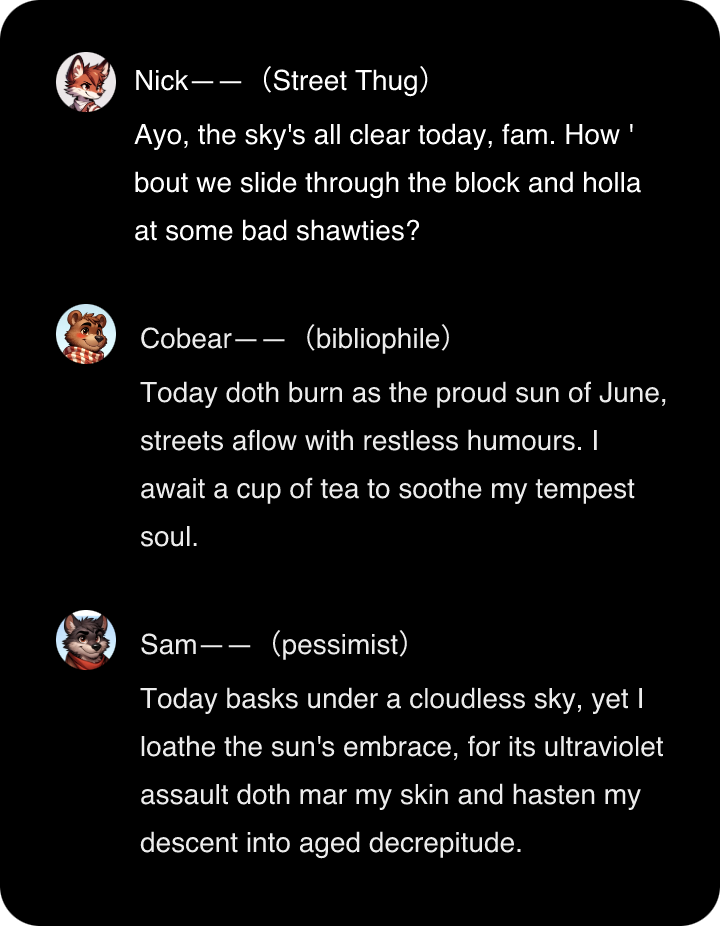 Nick——（Street Thug）
Ayo, the sky's all clear today, fam. How '
bout we slide through the block and holla
at some bad shawties?
Cobear——（bibliophile）
Today doth burn as the proud sun of June,
streets aflow with restless humours. I
await a cup of tea to soothe my tempest
soul.
Sam——（pessimist）
Today basks under a cloudless sky, yet I
loathe the sun's embrace, for its ultraviolet
assault doth mar my skin and hasten my
descent into aged decrepitude.